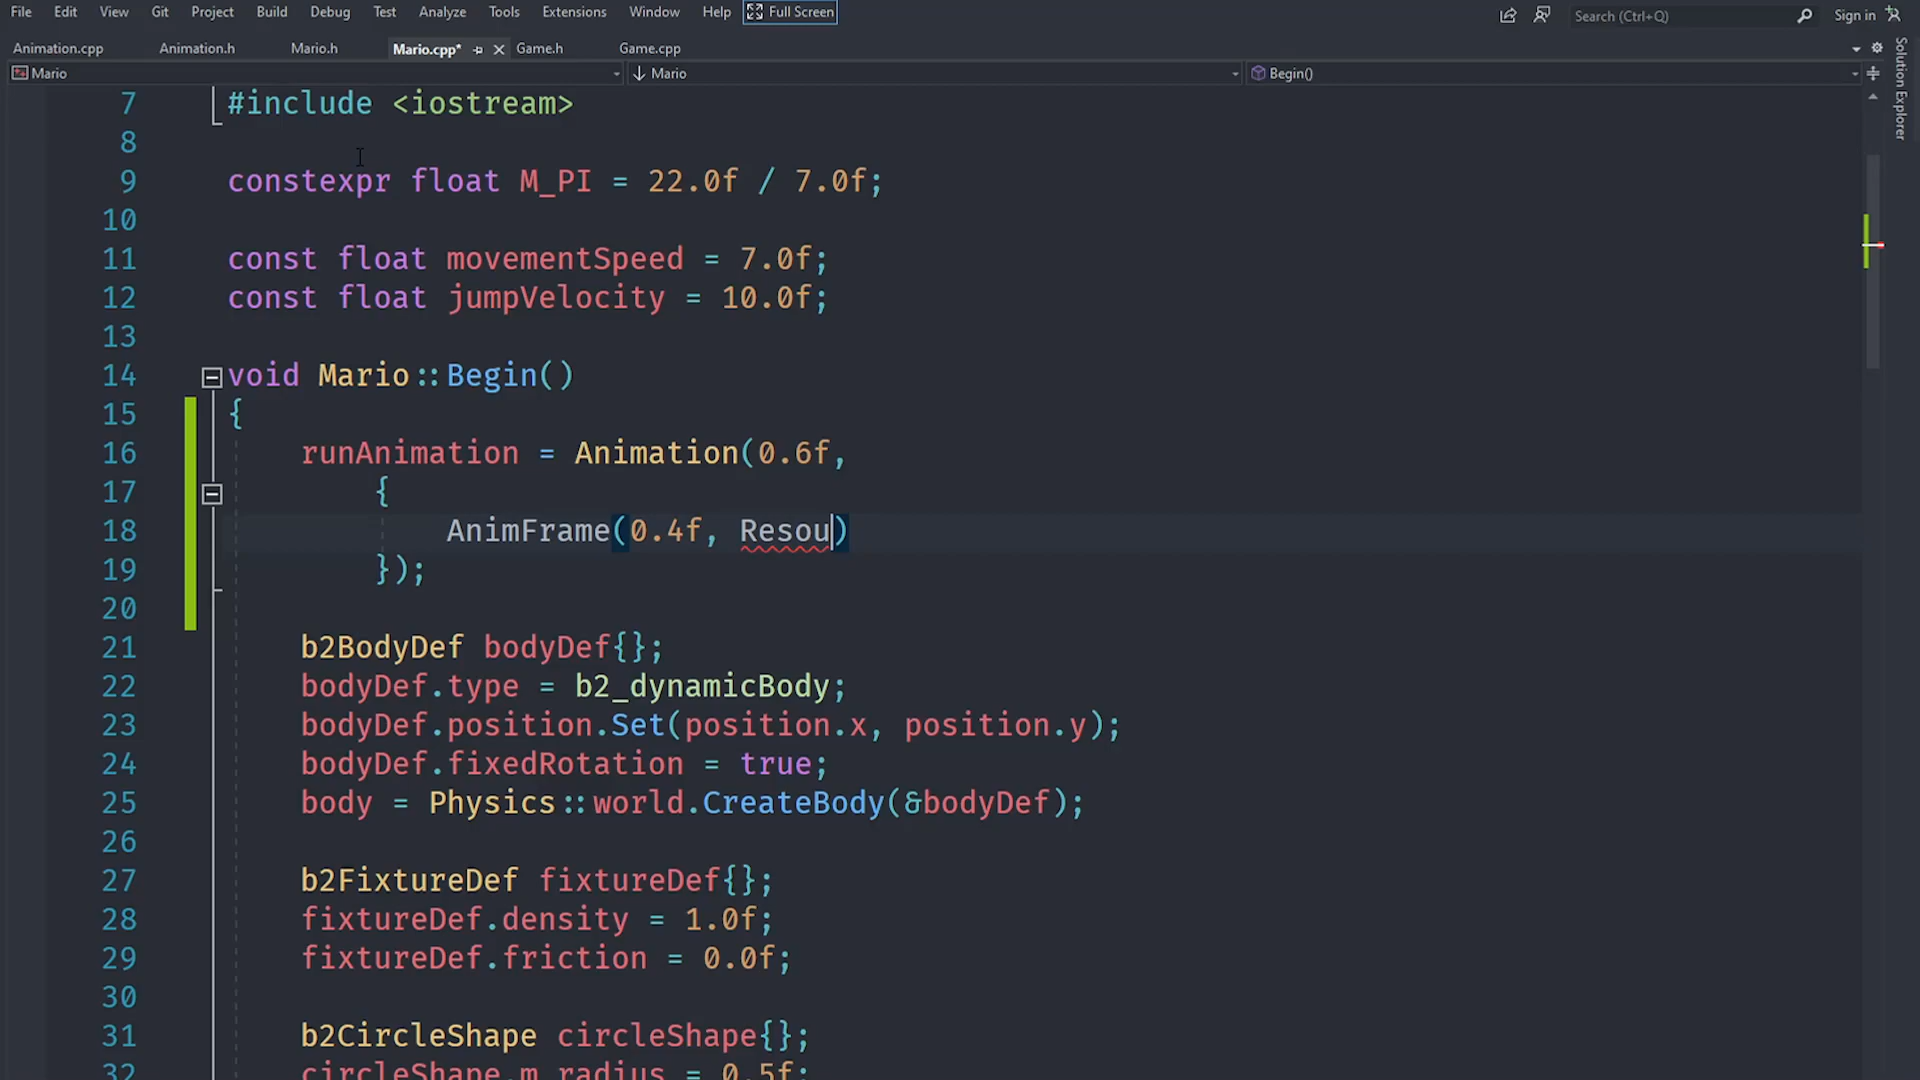 File Edit View Git Project Build Debug Test Analyze Tools Extensions Window Help Full Screen Search (Ctrl+Q) Sign in
Animation.cpp Animation.h Mario.h Mario.cpp* Game.h Game.cpp
Mario Mario Begin()
Solution Explorer
7 #include <iostream>
8
9 constexpr float M_PI = 22.0f / 7.0f;
10
11 const float movementSpeed = 7.0f;
12 const float jumpVelocity = 10.0f;
13
14 void Mario::Begin()
15 {
16 runAnimation = Animation(0.6f,
17 {
18 AnimFrame(0.4f, Resou)
19 });
20
21 b2BodyDef bodyDef{};
22 bodyDef.type = b2_dynamicBody;
23 bodyDef.position.Set(position.x, position.y);
24 bodyDef.fixedRotation = true;
25 body = Physics::world.CreateBody(&bodyDef);
26
27 b2FixtureDef fixtureDef{};
28 fixtureDef.density = 1.0f;
29 fixtureDef.friction = 0.0f;
30
31 b2CircleShape circleShape{};
32 circleShape.m_radius = 0.5f;